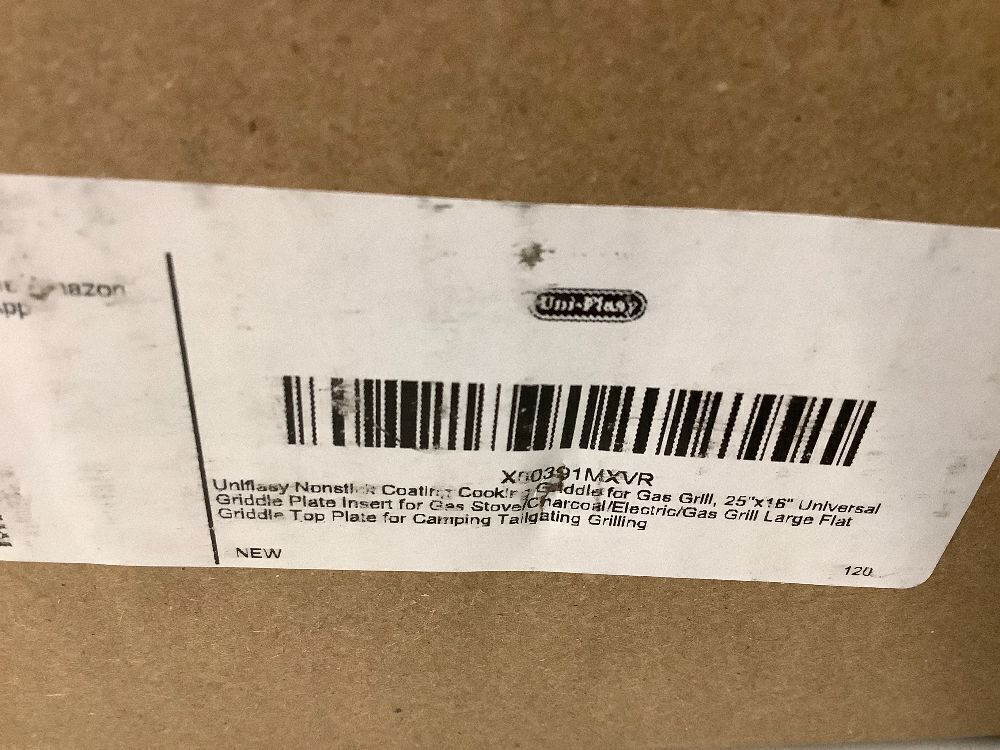 Uni-Flasy
X00391MXVR
Uniflasy Nonstick Coating Cooking Griddle for Gas Grill, 25"x16" Universal
Griddle Plate Insert for Gas Stove/Charcoal/Electric/Gas Grill Large Flat
Griddle Top Plate for Camping Tailgating Grilling
NEW
120